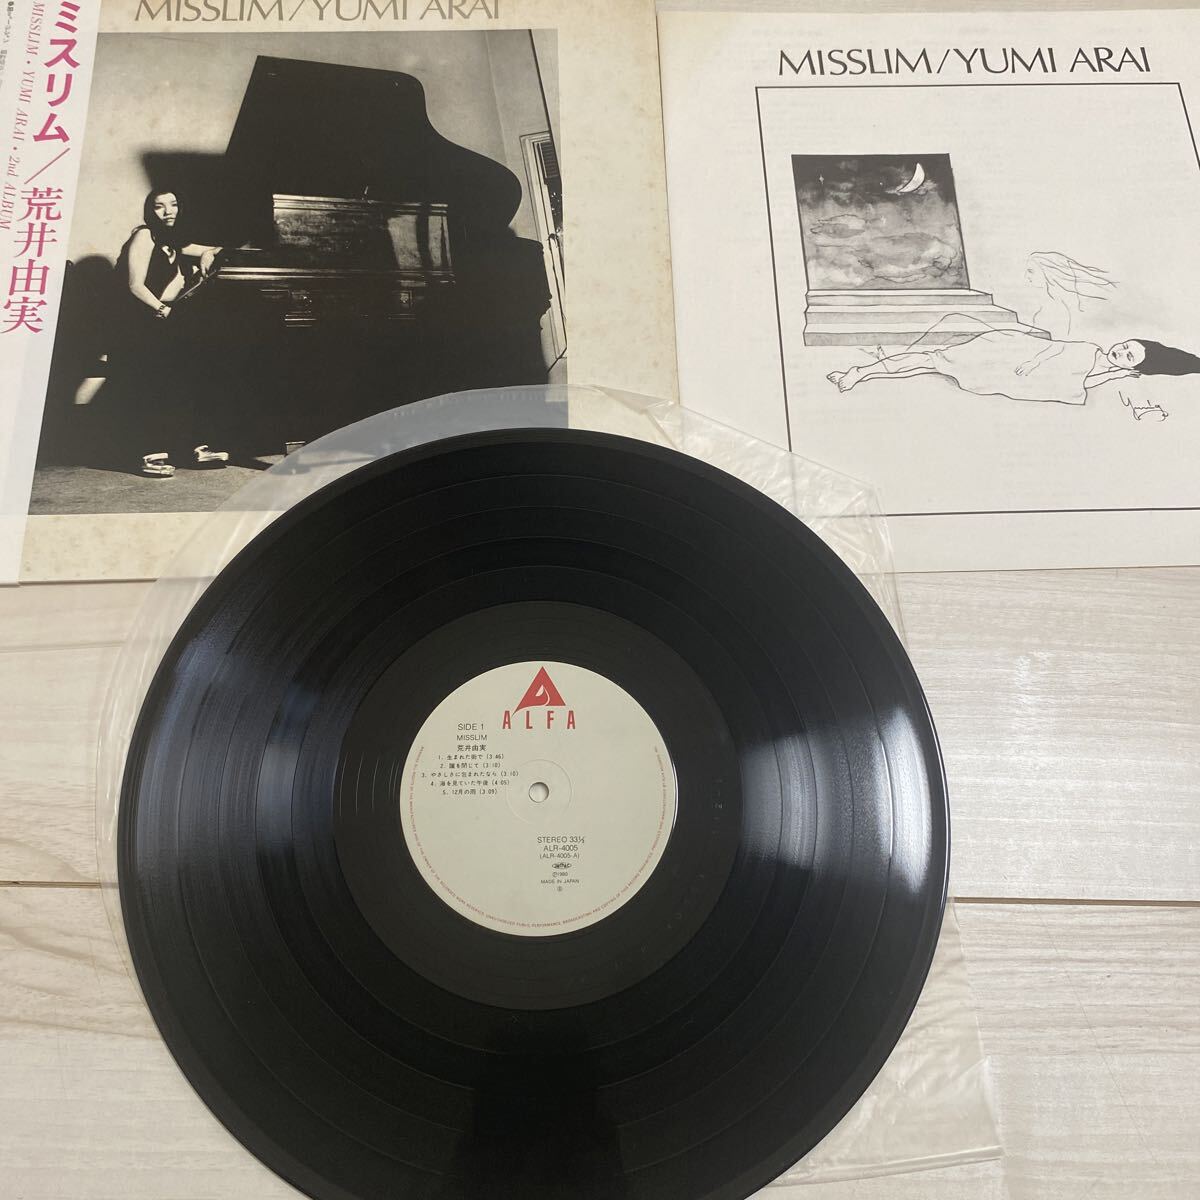 ミスリム／荒井由実
MISSLIM・YUMI ARAI・2nd ALBUM
MISSLIM/YUMI ARAI
MISSLIM/YUMI ARAI
Yuming
ALFA
SIDE 1
MISSLIM
荒井由実
1. 生まれた街で (3:46)
2. 瞳を閉じて (3:10)
3. やさしさに包まれたなら (3:10)
4. 海を見ていた午後 (4:05)
5. 12月の雨 (3:09)
STEREO 33⅓
ALR-4005
(ALR-4005-A)
Ⓟ1980
MADE IN JAPAN